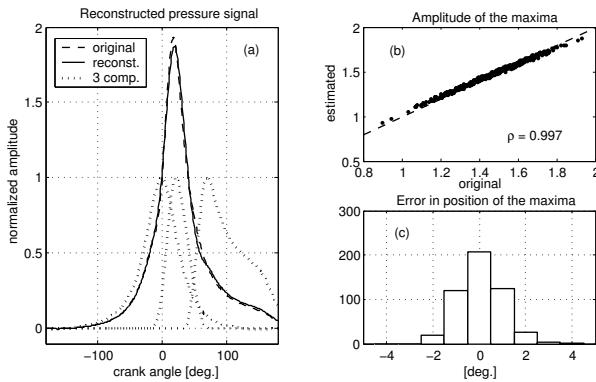 Reconstructed pressure signal
2
1.5
1
0.5
0
−100
0
100
normalized amplitude
crank angle [deg.]
original
reconst.
3 comp.
(a)
Amplitude of the maxima
(b)
2
1.5
1
0.5
0.8
1
1.2
1.4
1.6
1.8
2
estimated
original
ρ = 0.997
Error in position of the maxima
(c)
300
200
100
0
−4
−2
0
2
4
[deg.]